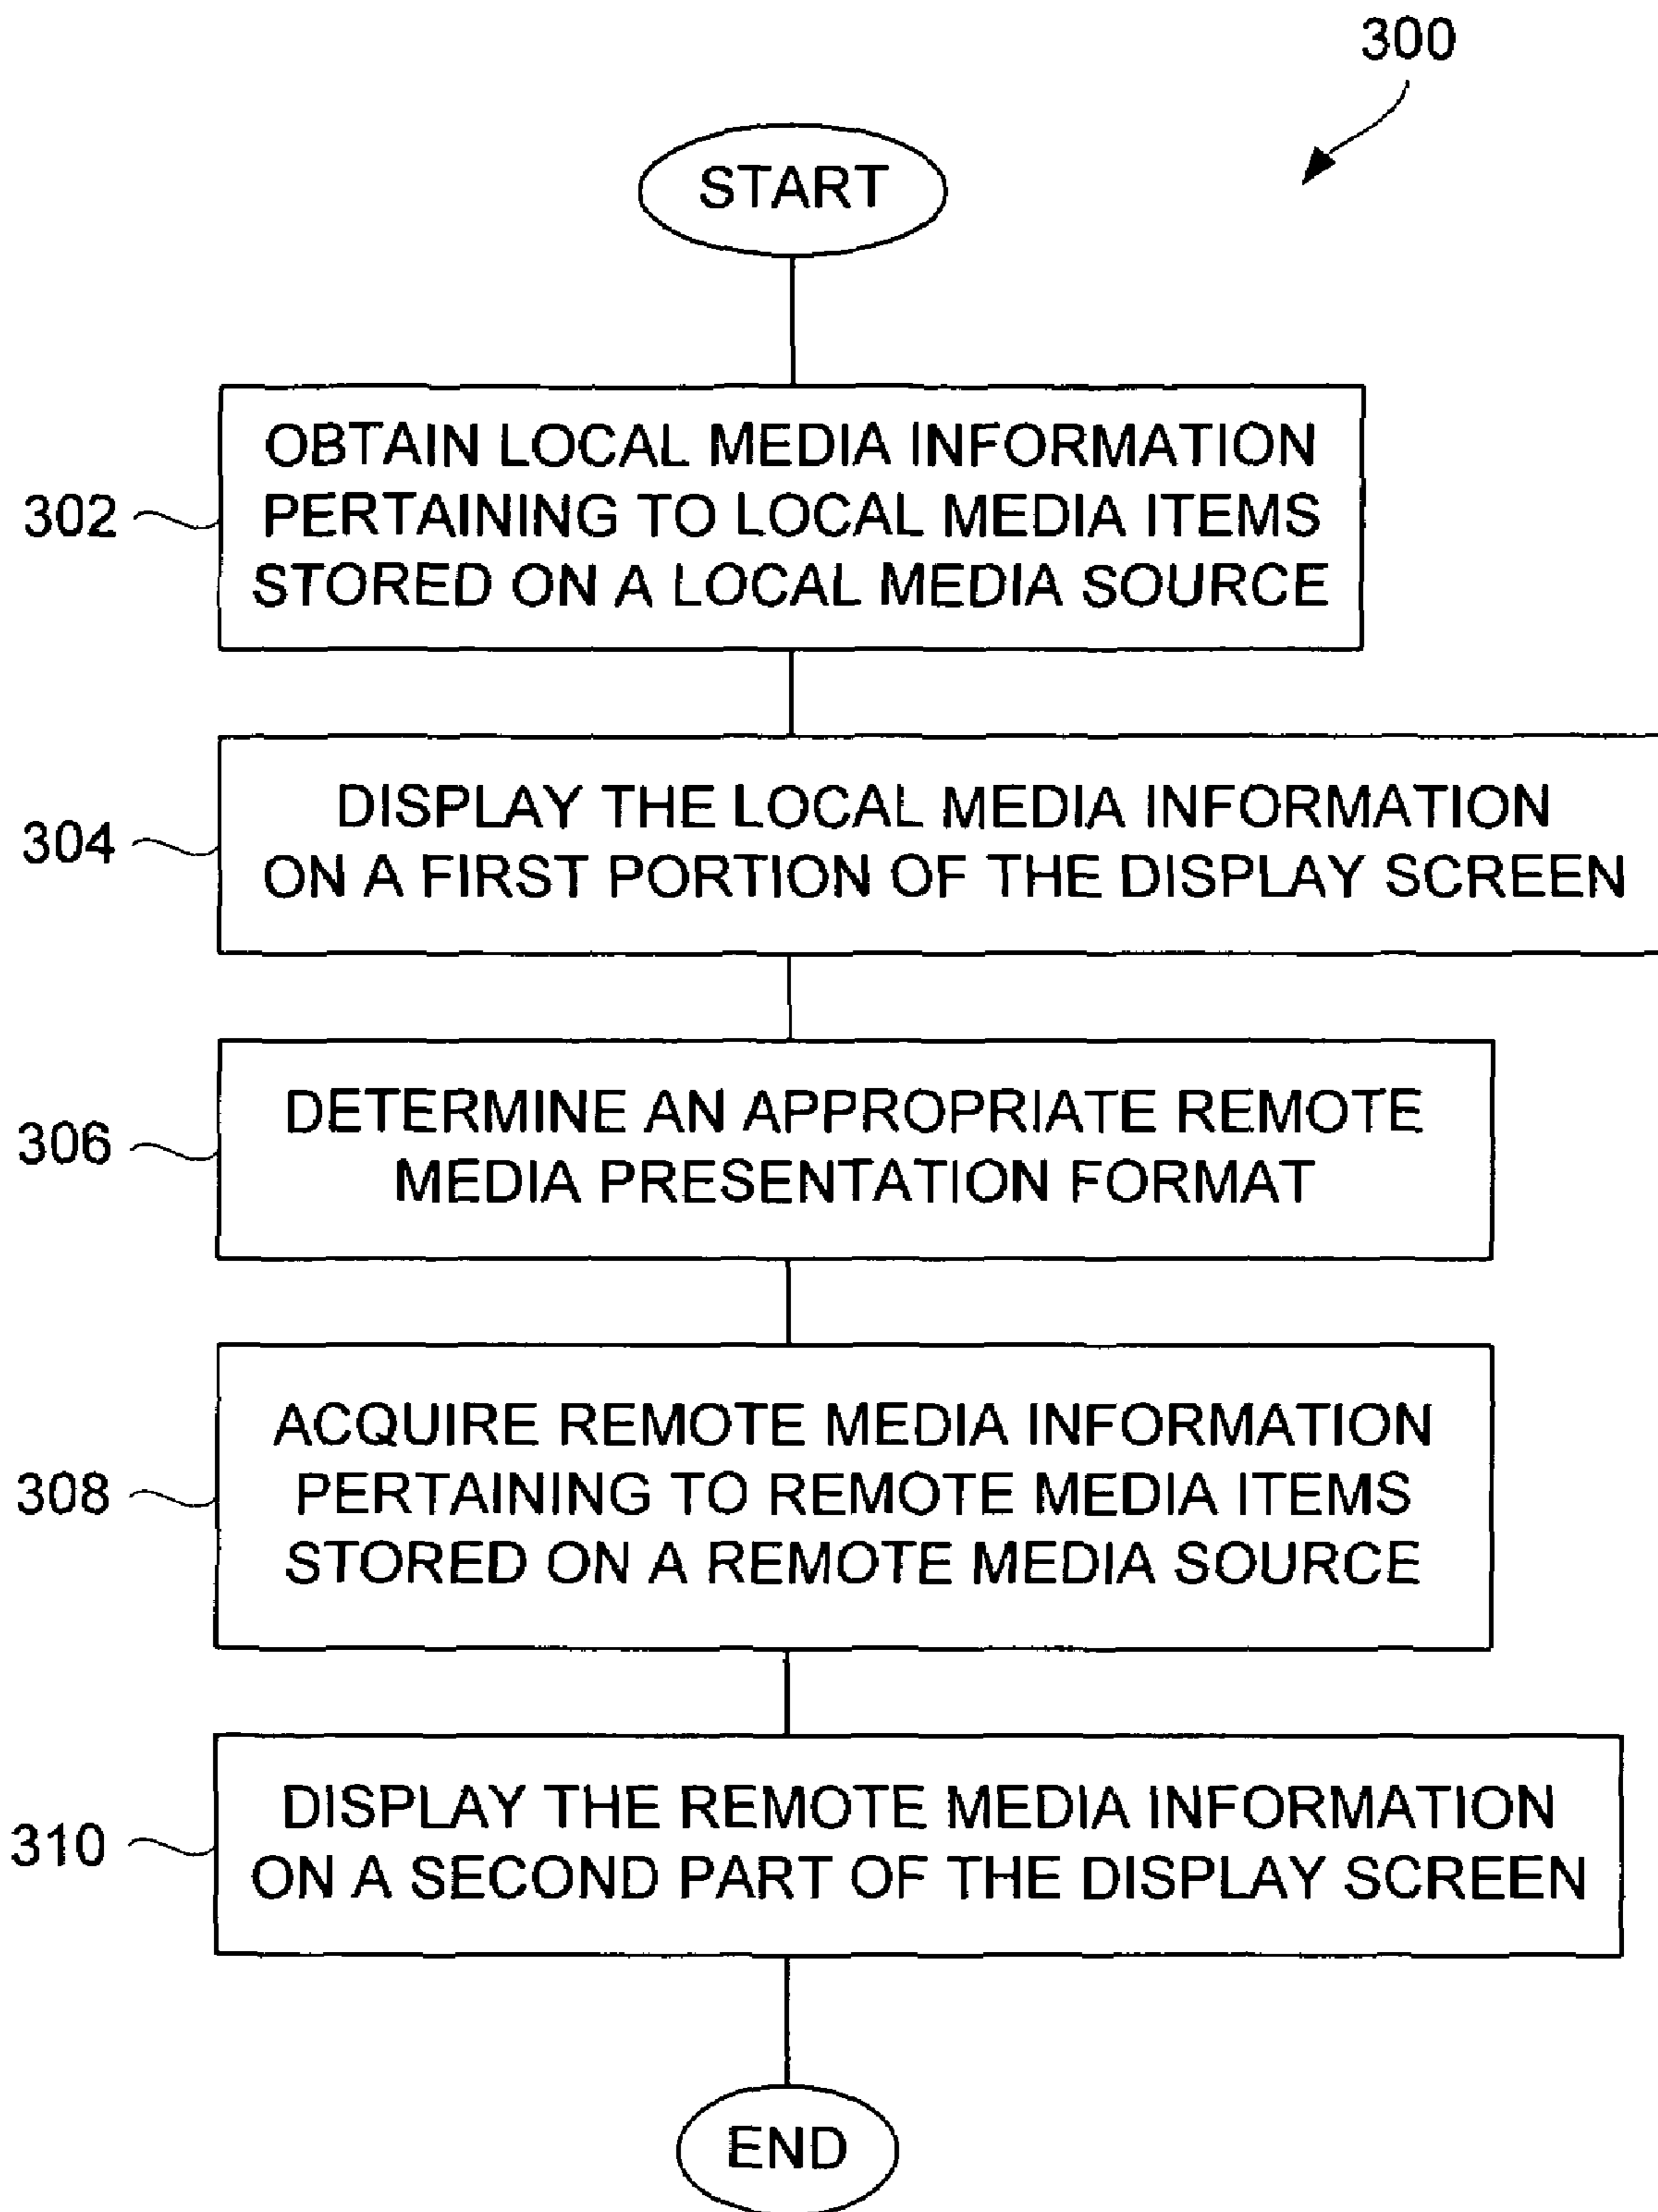 300
START
302
OBTAIN LOCAL MEDIA INFORMATION
PERTAINING TO LOCAL MEDIA ITEMS
STORED ON A LOCAL MEDIA SOURCE
304
DISPLAY THE LOCAL MEDIA INFORMATION
ON A FIRST PORTION OF THE DISPLAY SCREEN
306
DETERMINE AN APPROPRIATE REMOTE
MEDIA PRESENTATION FORMAT
308
ACQUIRE REMOTE MEDIA INFORMATION
PERTAINING TO REMOTE MEDIA ITEMS
STORED ON A REMOTE MEDIA SOURCE
310
DISPLAY THE REMOTE MEDIA INFORMATION
ON A SECOND PART OF THE DISPLAY SCREEN
END